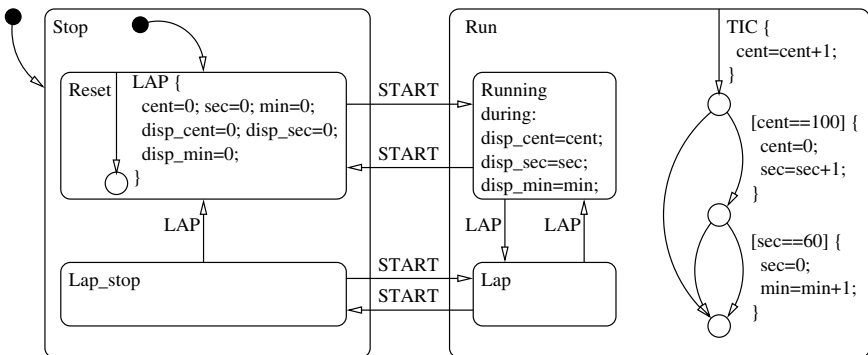 Stop
Reset
LAP {
cent=0; sec=0; min=0;
disp_cent=0; disp_sec=0;
disp_min=0;
}
LAP
Lap_stop
START
START
START
START
Run
Running
during:
disp_cent=cent;
disp_sec=sec;
disp_min=min;
LAP
LAP
Lap
TIC {
cent=cent+1;
}
[cent==100] {
cent=0;
sec=sec+1;
}
[sec==60] {
sec=0;
min=min+1;
}